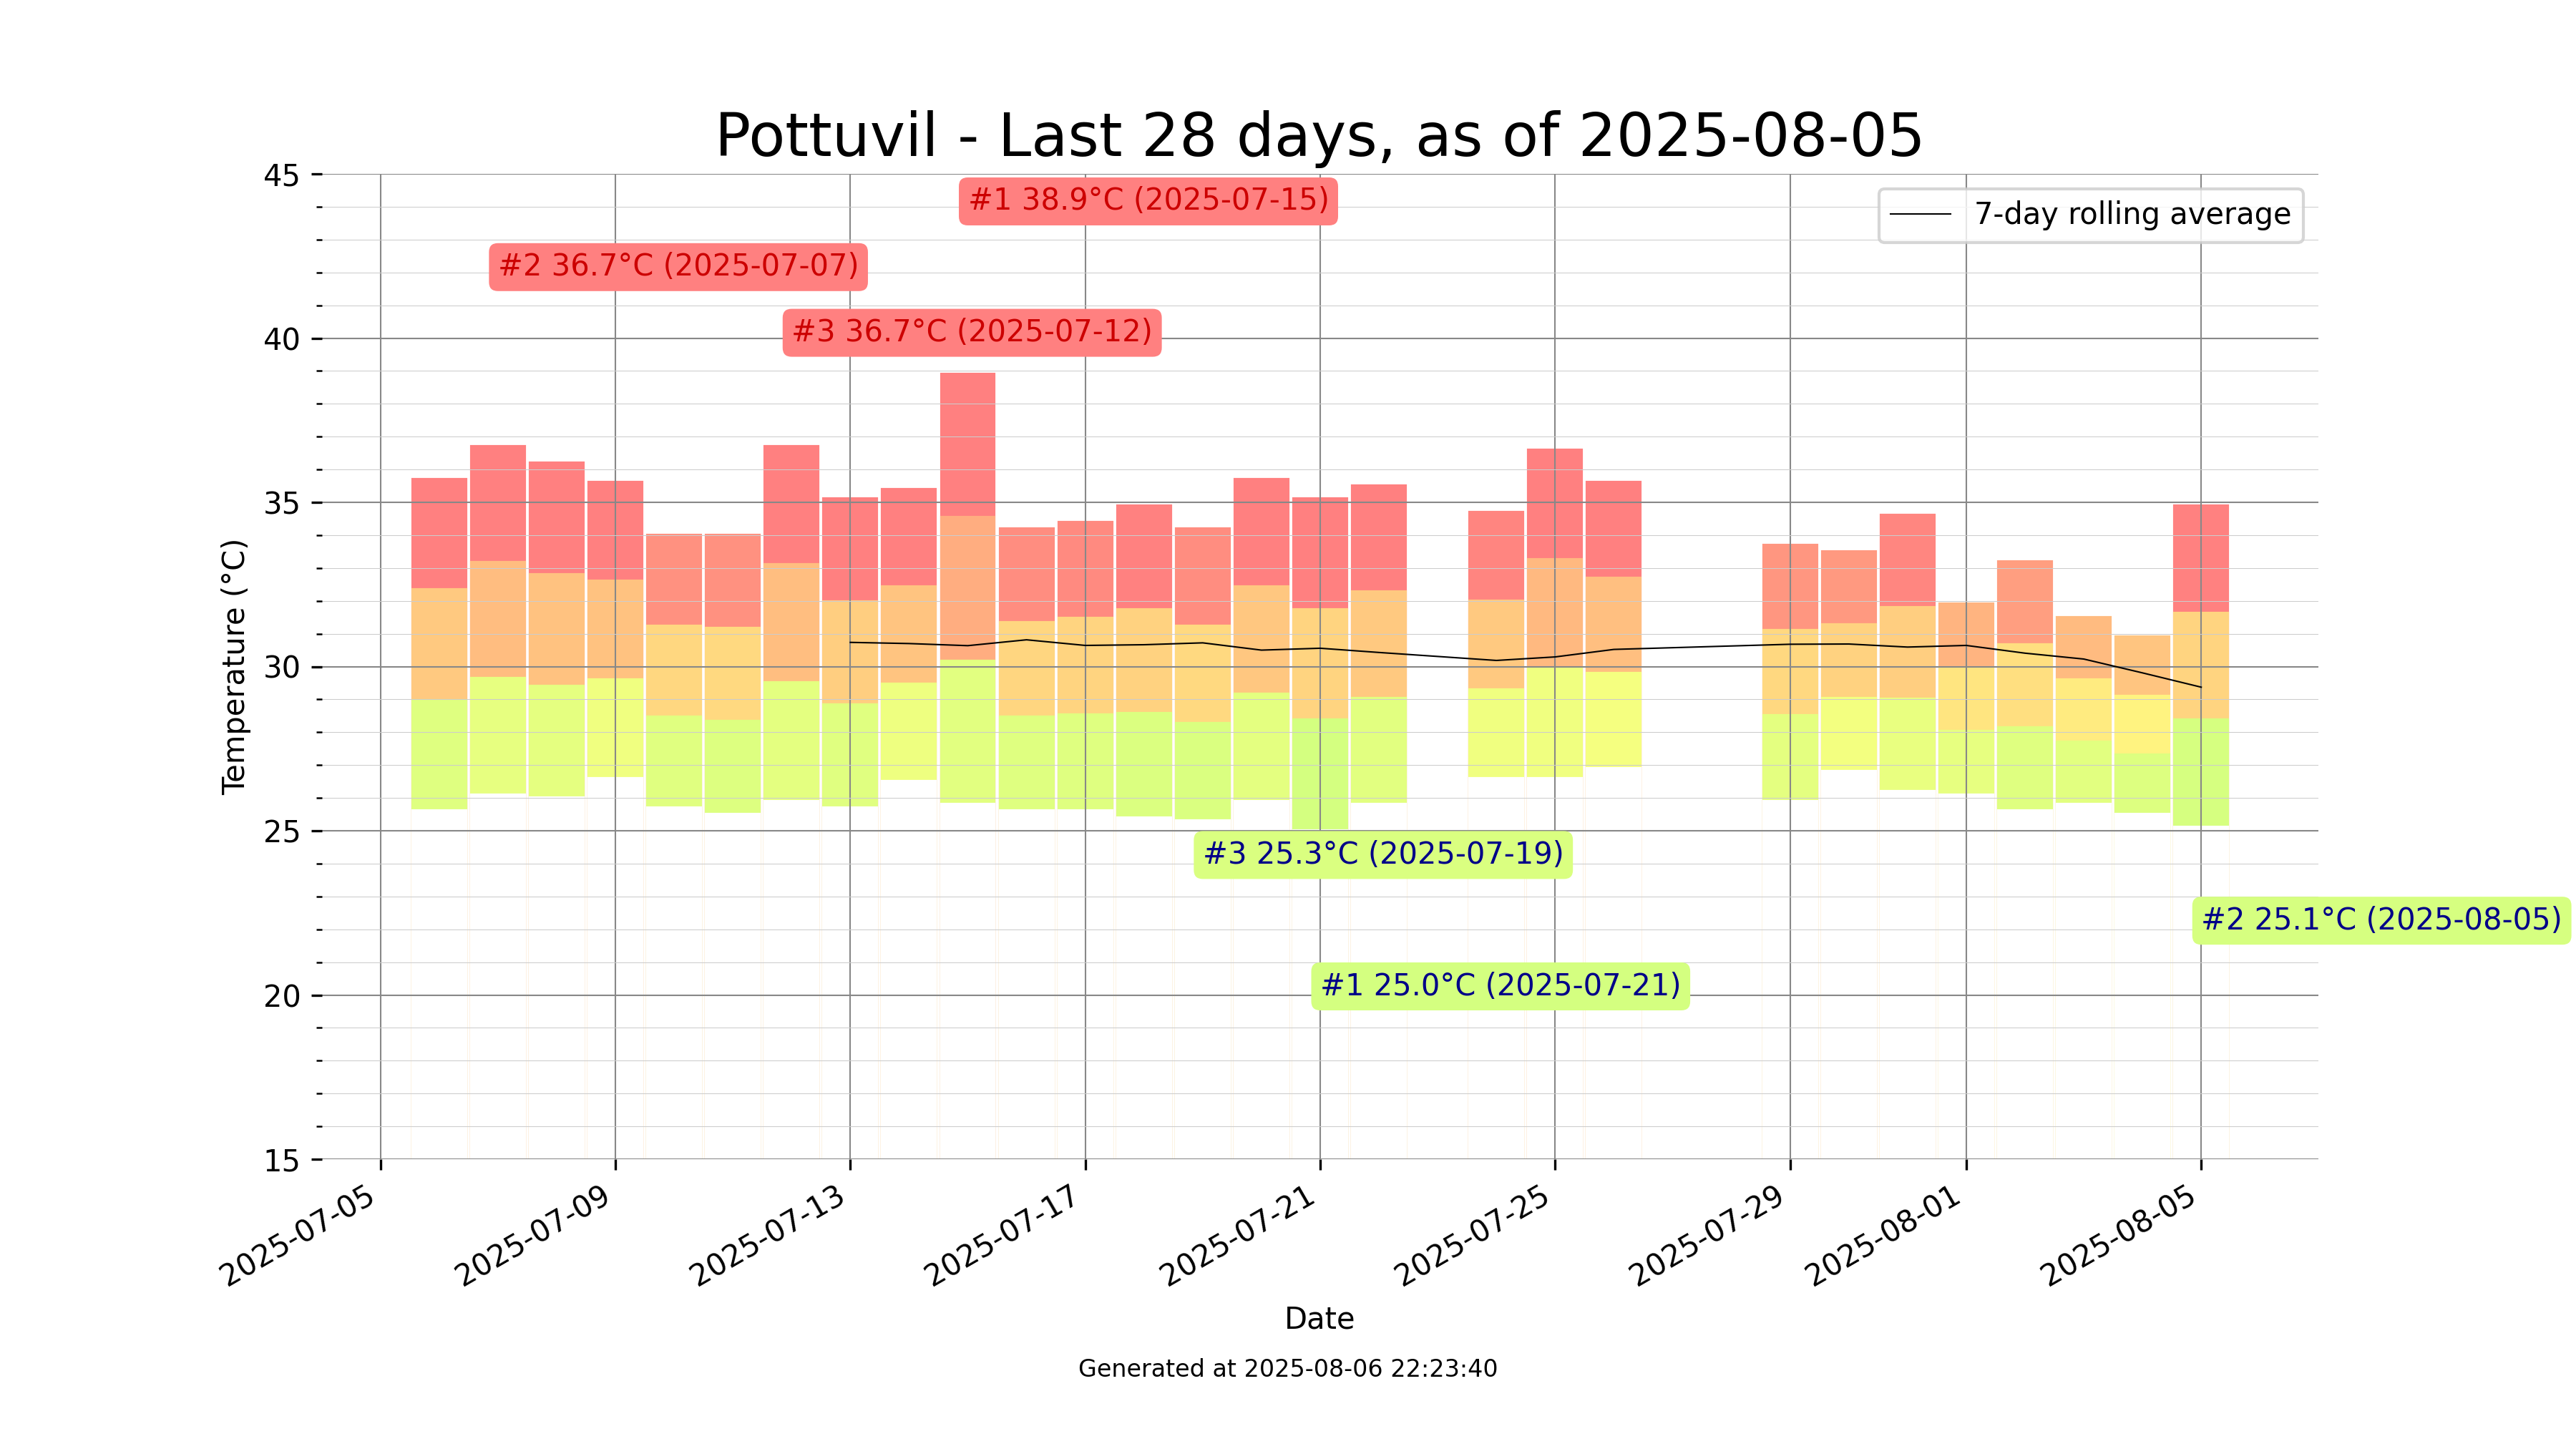 Pottuvil - Last 28 days, as of 2025-08-05
45
#1 38.9°C (2025-07-15)
7-day rolling average
#2 36.7°C (2025-07-07)
#3 36.7°C (2025-07-12)
40
35
30
25
20
15
Temperature (°C)
#3 25.3°C (2025-07-19)
#2 25.1°C (2025-08-05)
#1 25.0°C (2025-07-21)
2025-07-05
2025-07-09
2025-07-13
2025-07-17
2025-07-21
2025-07-25
2025-07-29
2025-08-01
2025-08-05
Date
Generated at 2025-08-06 22:23:40